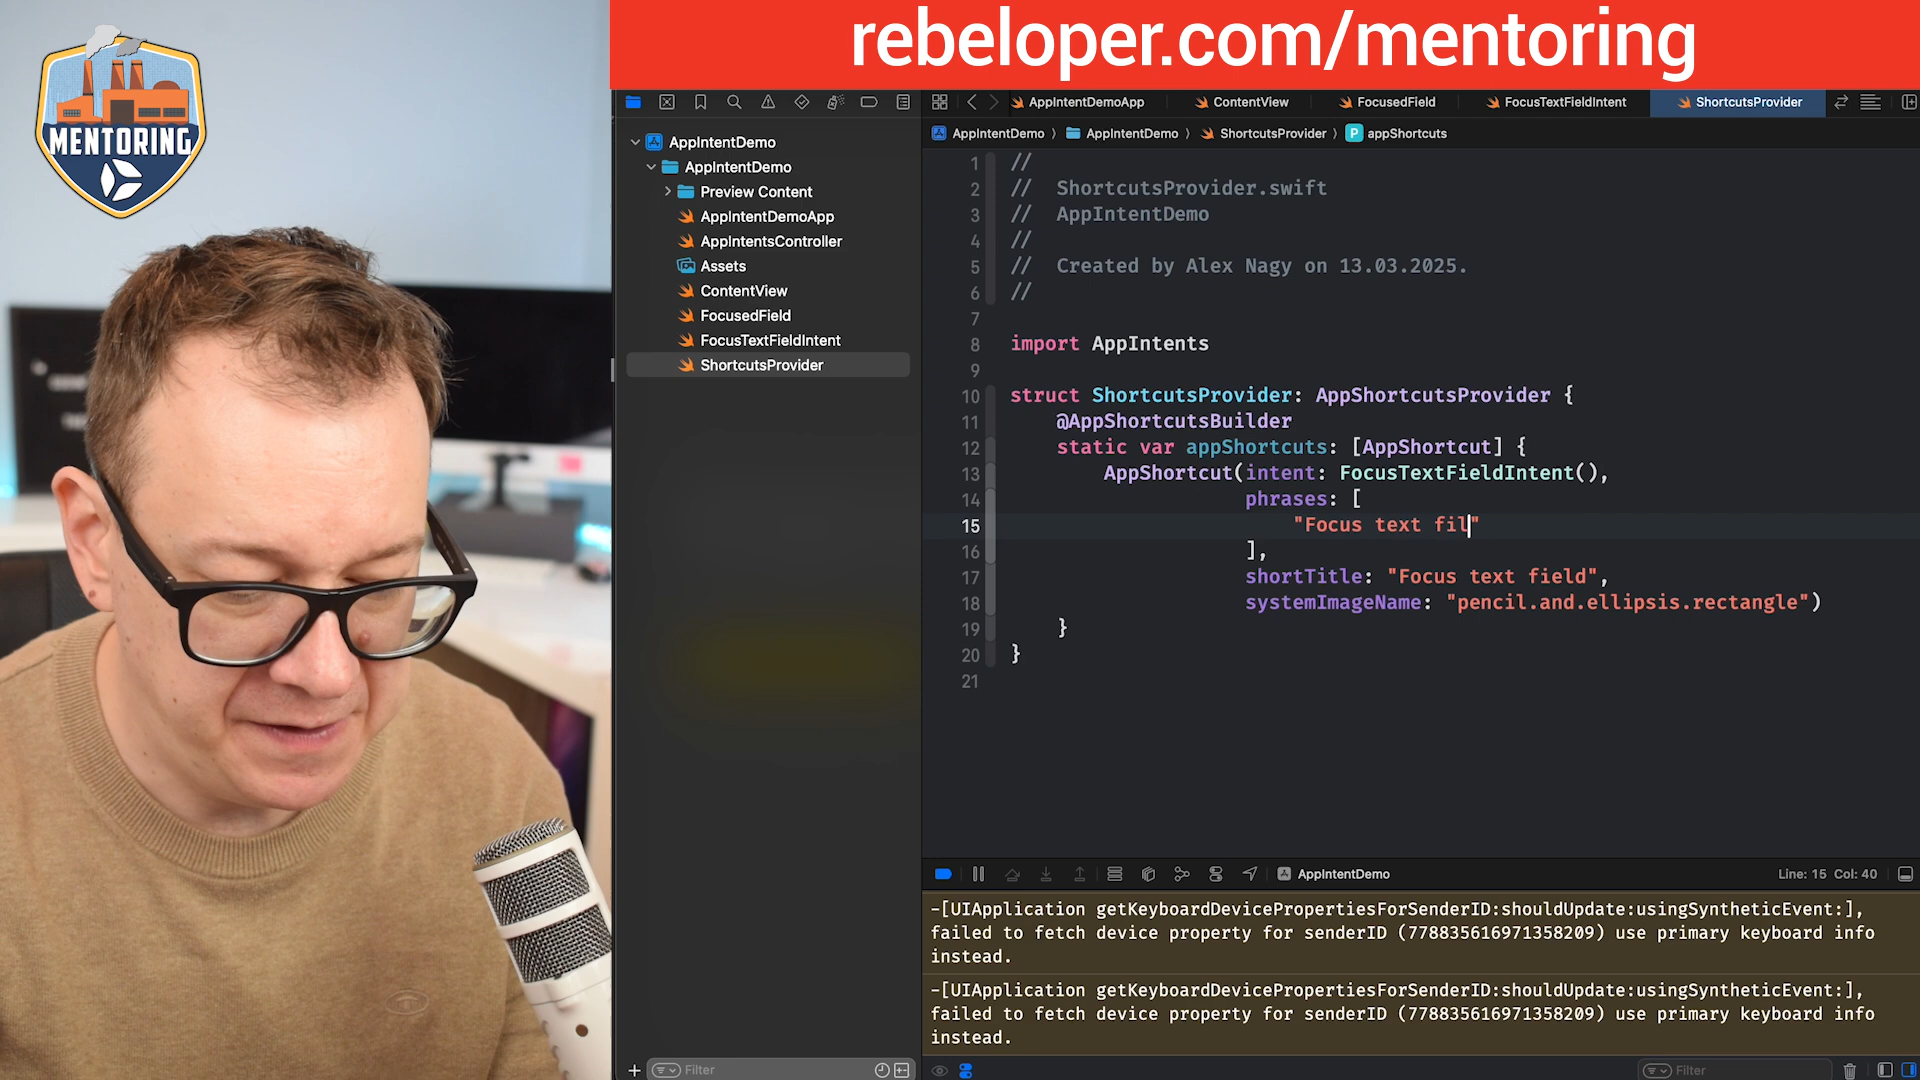 rebeloper.com/mentoring
MENTORING
AppIntentDemoApp
ContentView
FocusedField
FocusTextFieldIntent
ShortcutsProvider
AppIntentDemo
AppIntentDemo
Preview Content
AppIntentDemoApp
AppIntentsController
Assets
ContentView
FocusedField
FocusTextFieldIntent
ShortcutsProvider
Filter
AppIntentDemo 〉 AppIntentDemo 〉 ShortcutsProvider 〉 P appShortcuts
1 //
2 //  ShortcutsProvider.swift
3 //  AppIntentDemo
4 //
5 //  Created by Alex Nagy on 13.03.2025.
6 //
7
8 import AppIntents
9
10 struct ShortcutsProvider: AppShortcutsProvider {
11     @AppShortcutsBuilder
12     static var appShortcuts: [AppShortcut] {
13         AppShortcut(intent: FocusTextFieldIntent(),
14                     phrases: [
15                         "Focus text fil"
16                     ],
17                     shortTitle: "Focus text field",
18                     systemImageName: "pencil.and.ellipsis.rectangle")
19     }
20 }
21
AppIntentDemo
Line: 15 Col: 40
-[UIApplication getKeyboardDevicePropertiesForSenderID:shouldUpdate:usingSyntheticEvent:],
failed to fetch device property for senderID (778835616971358209) use primary keyboard info
instead.
-[UIApplication getKeyboardDevicePropertiesForSenderID:shouldUpdate:usingSyntheticEvent:],
failed to fetch device property for senderID (778835616971358209) use primary keyboard info
instead.
Filter